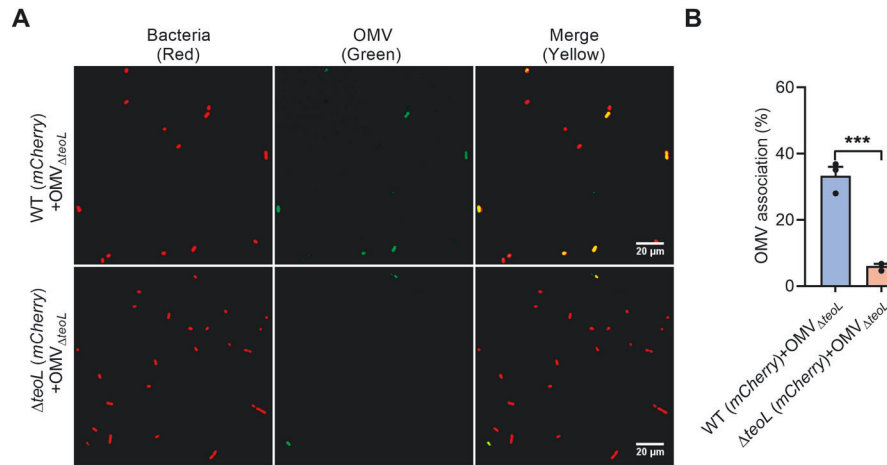 A
Bacteria
(Red)
OMV
(Green)
Merge
(Yellow)
WT (mCherry)
+OMVΔteoL
20 µm
ΔteoL (mCherry)
+OMVΔteoL
20 µm
B
OMV association (%)
60
40
20
0
***
WT (mCherry)+OMVΔteoL
ΔteoL (mCherry)+OMVΔteoL